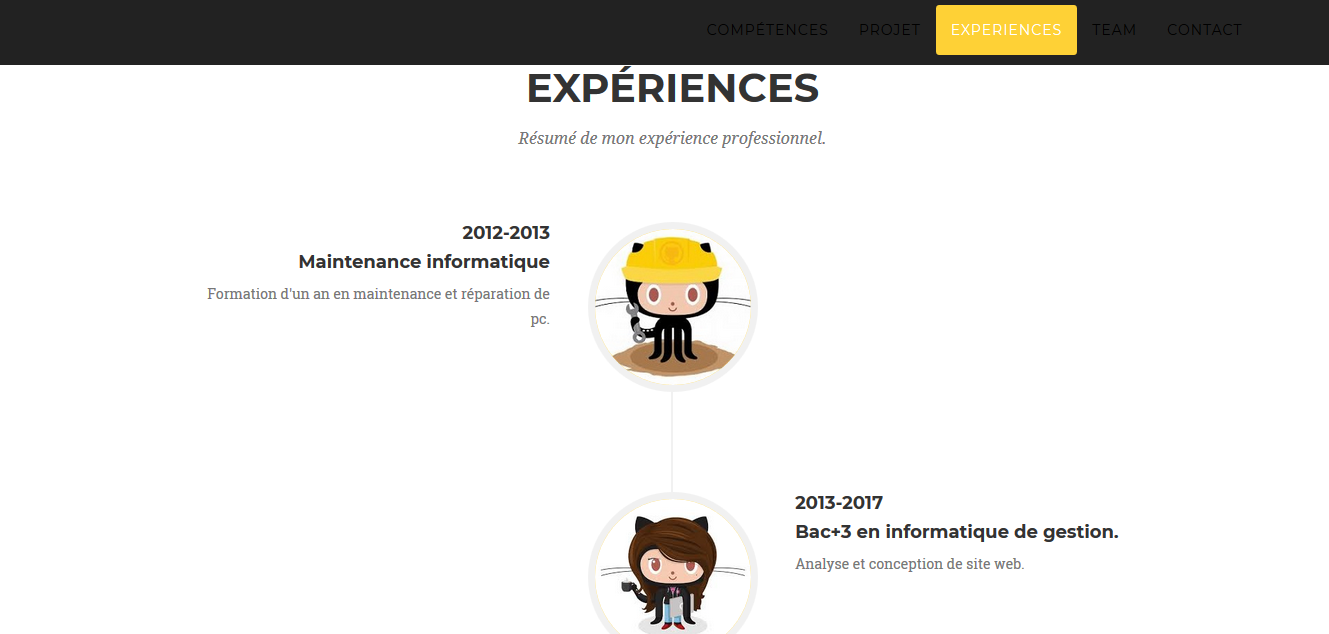 COMPÉTENCES PROJET EXPERIENCES TEAM CONTACT
EXPÉRIENCES
Résumé de mon expérience professionnel.
2012-2013
Maintenance informatique
Formation d'un an en maintenance et réparation de
pc.
2013-2017
Bac+3 en informatique de gestion.
Analyse et conception de site web.